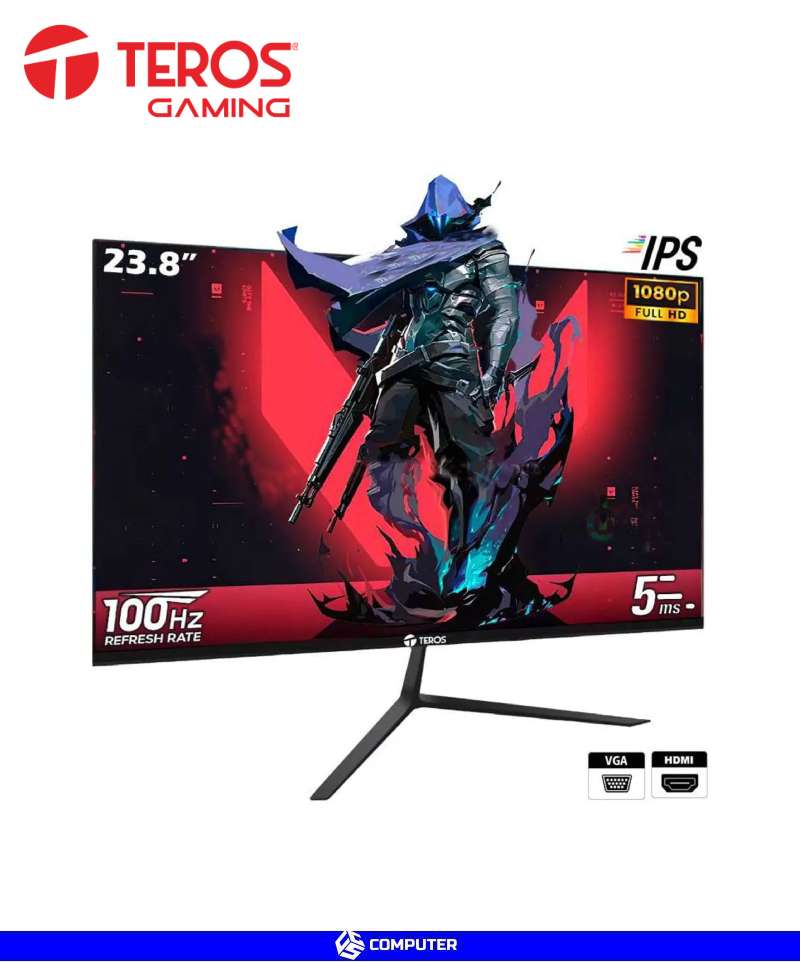 TEROS
GAMING
23.8”
IPS
1080p
FULL HD
100Hz
REFRESH RATE
5ms
TEROS
VGA
HDMI
COMPUTER